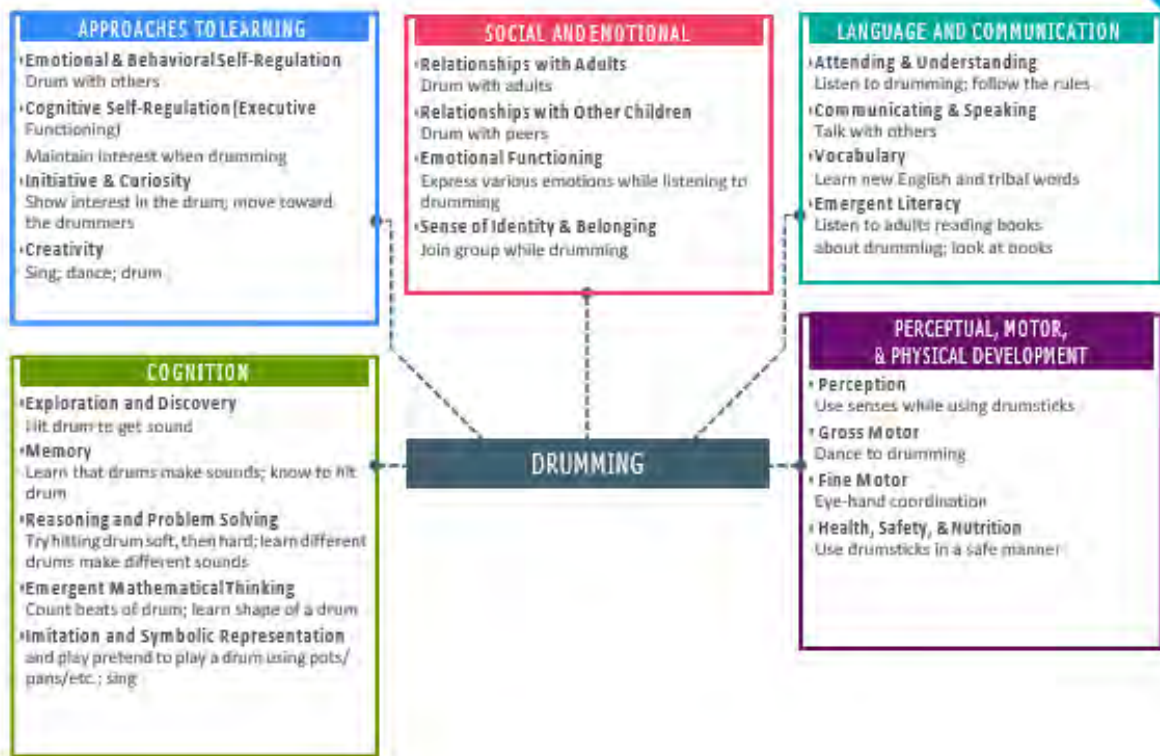 APPROACHES TO LEARNING
Emotional & Behavioral Self-Regulation
Drum with others
Cognitive Self-Regulation (Executive
Functioning)
Maintain interest when drumming
Initiative & Curiosity
Show interest in the drum; move toward
the drummers
Creativity
Sing; dance; drum
SOCIAL AND EMOTIONAL
Relationships with Adults
Drum with adults
Relationships with Other Children
Drum with peers
Emotional Functioning
Express various emotions while listening to
drumming
Sense of Identity & Belonging
Join group while drumming
LANGUAGE AND COMMUNICATION
Attending & Understanding
Listen to drumming; follow the rules
Communicating & Speaking
Talk with others
Vocabulary
Learn new English and tribal words
Emergent Literacy
Listen to adults reading books
about drumming; look at books
COGNITION
Exploration and Discovery
Hit drum to get sound
Memory
Learn that drums make sounds; know to hit
drum
Reasoning and Problem Solving
Try hitting drum soft, then hard; learn different
drums make different sounds
Emergent Mathematical Thinking
Count beats of drum; learn shape of a drum
Imitation and Symbolic Representation
and play pretend to play a drum using pots/
pans/etc.; sing
DRUMMING
PERCEPTUAL, MOTOR,
& PHYSICAL DEVELOPMENT
Perception
Use senses while using drumsticks
Gross Motor
Dance to drumming
Fine Motor
Eye-hand coordination
Health, Safety, & Nutrition
Use drumsticks in a safe manner